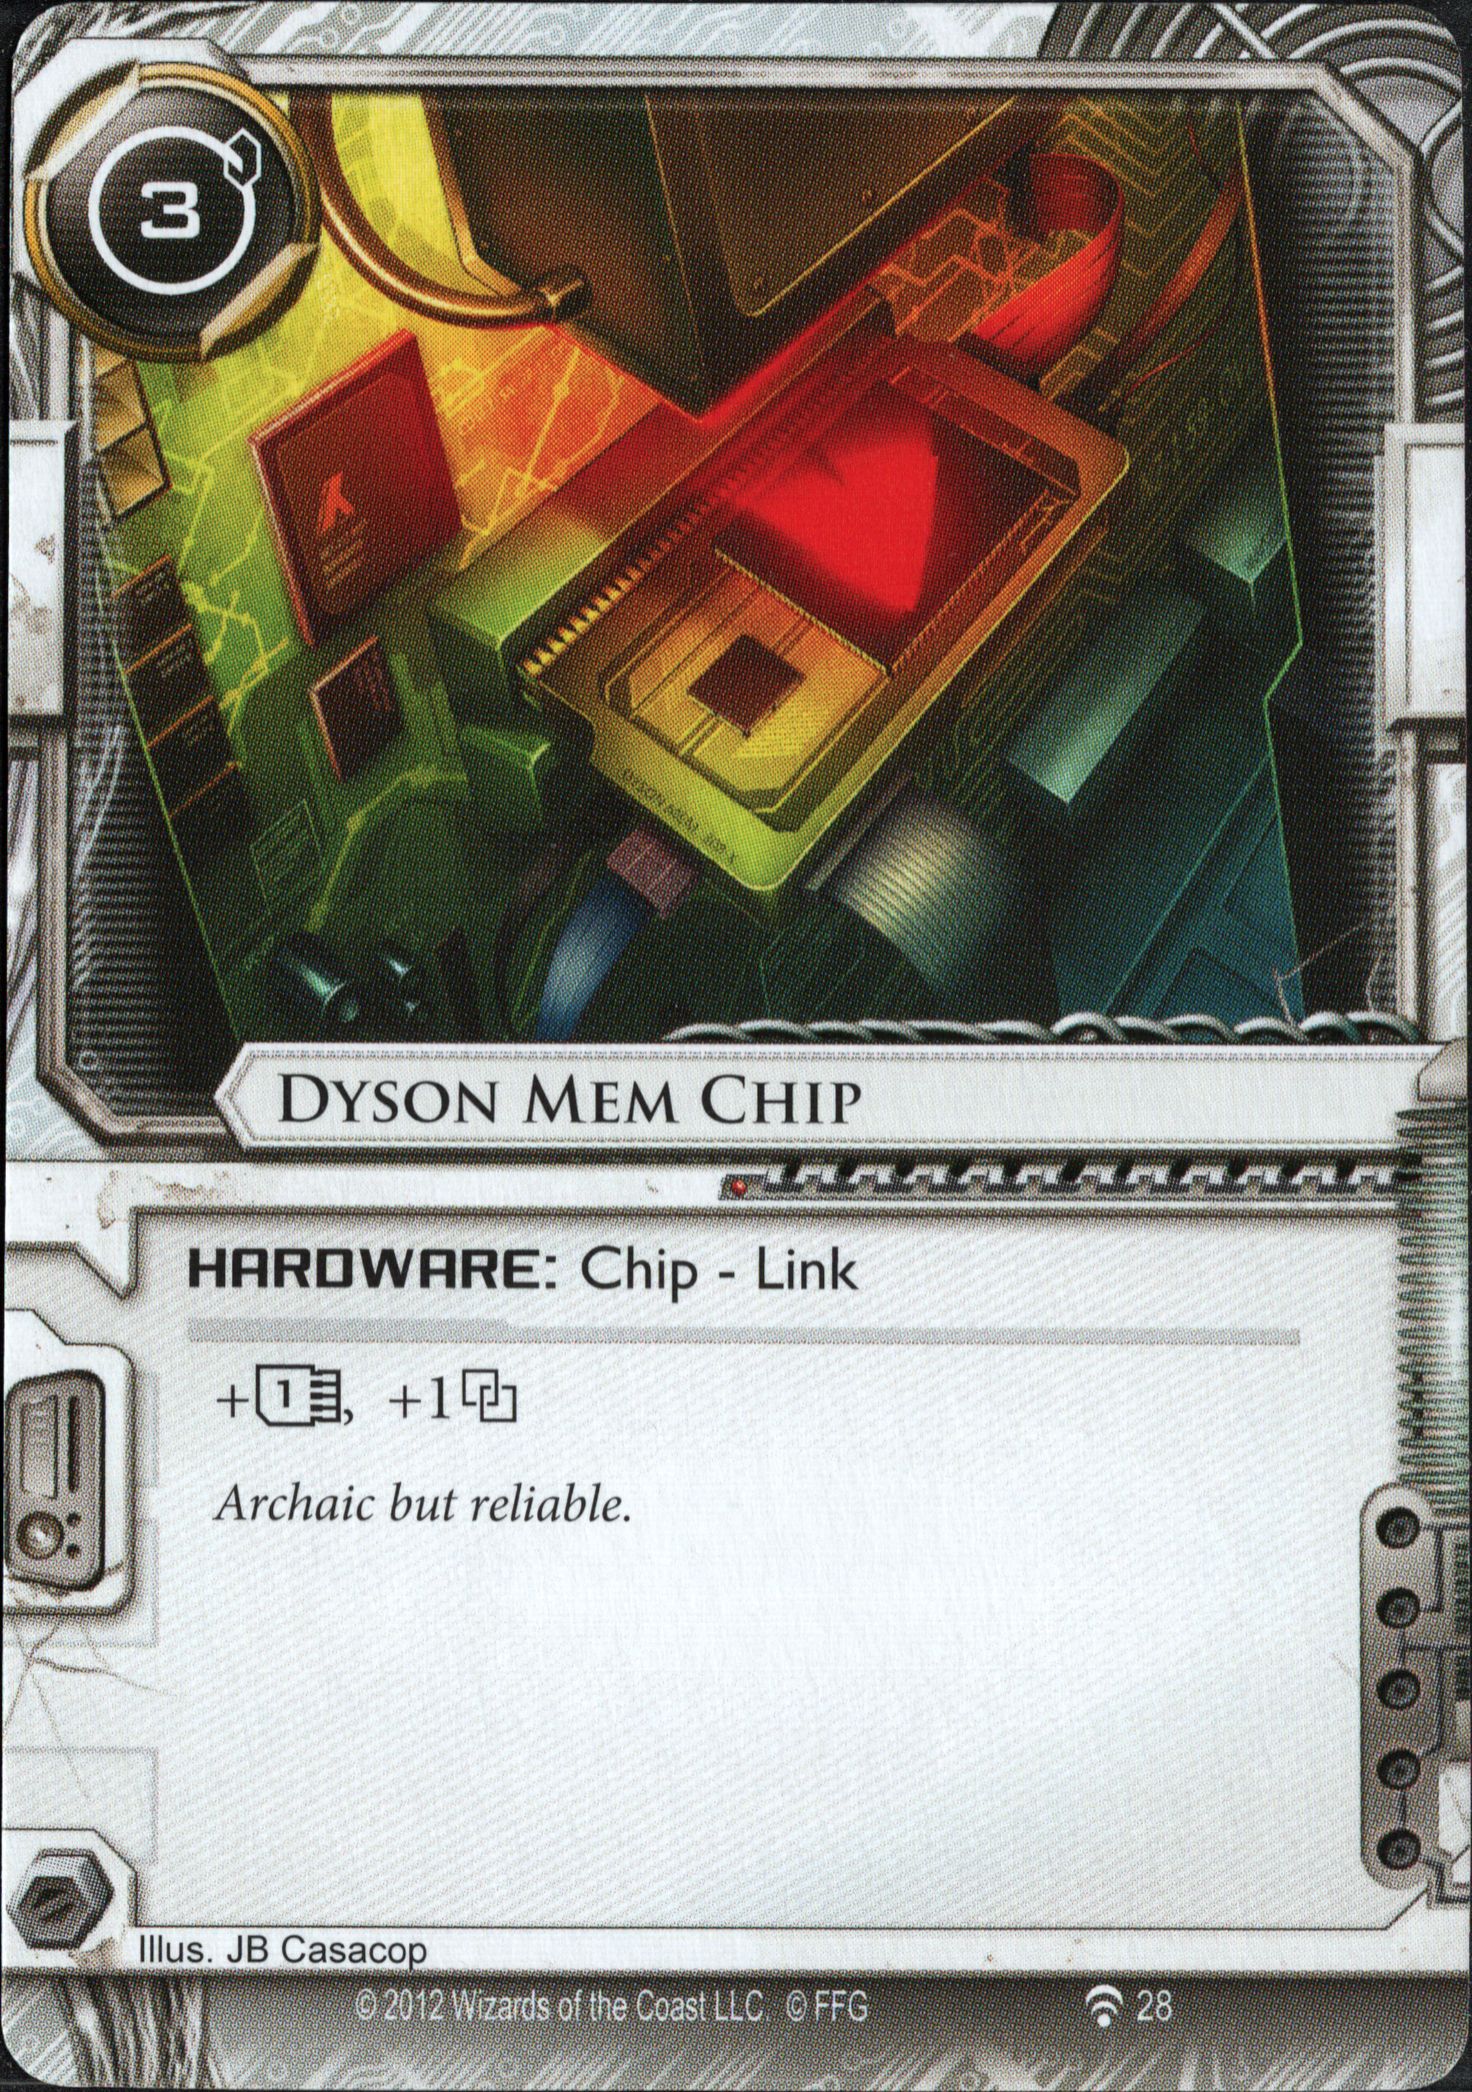 3
DYSON MEM CHIP
HARDWARE: Chip - Link
+1, +1
Archaic but reliable.
Illus. JB Casacop
© 2012 Wizards of the Coast LLC. © FFG
28